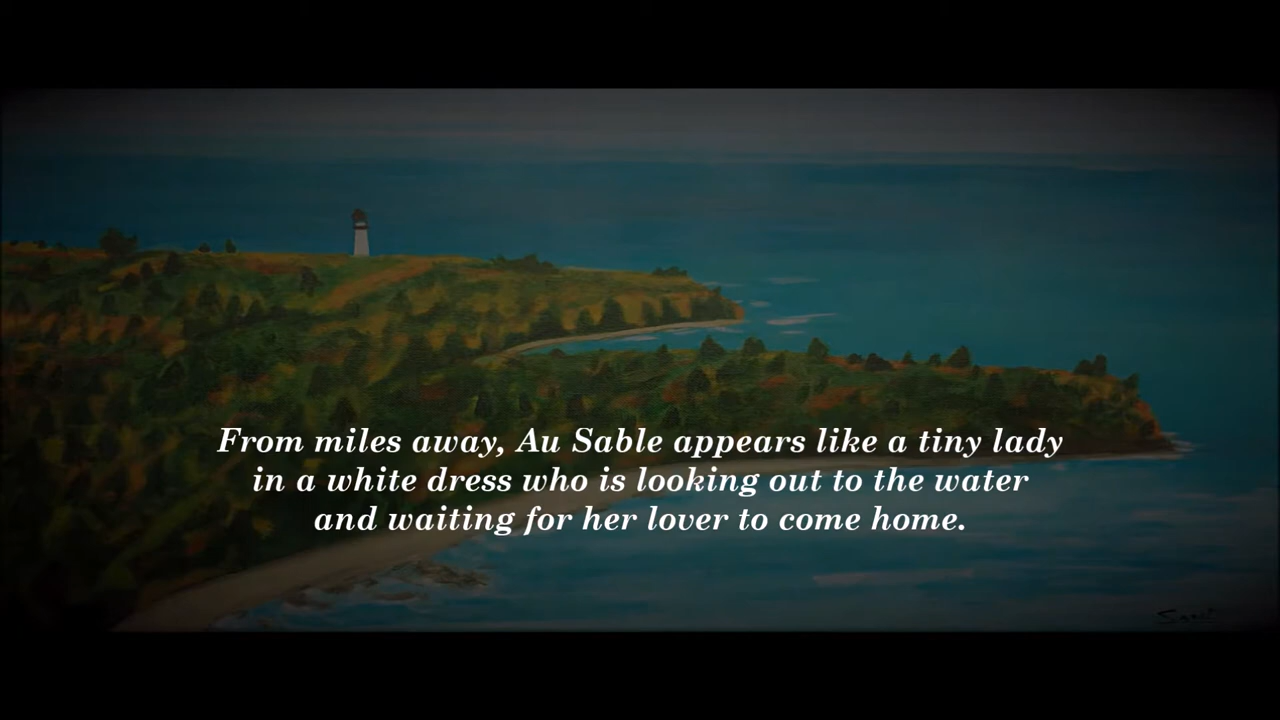 From miles away, Au Sable appears like a tiny lady
in a white dress who is looking out to the water
and waiting for her lover to come home.